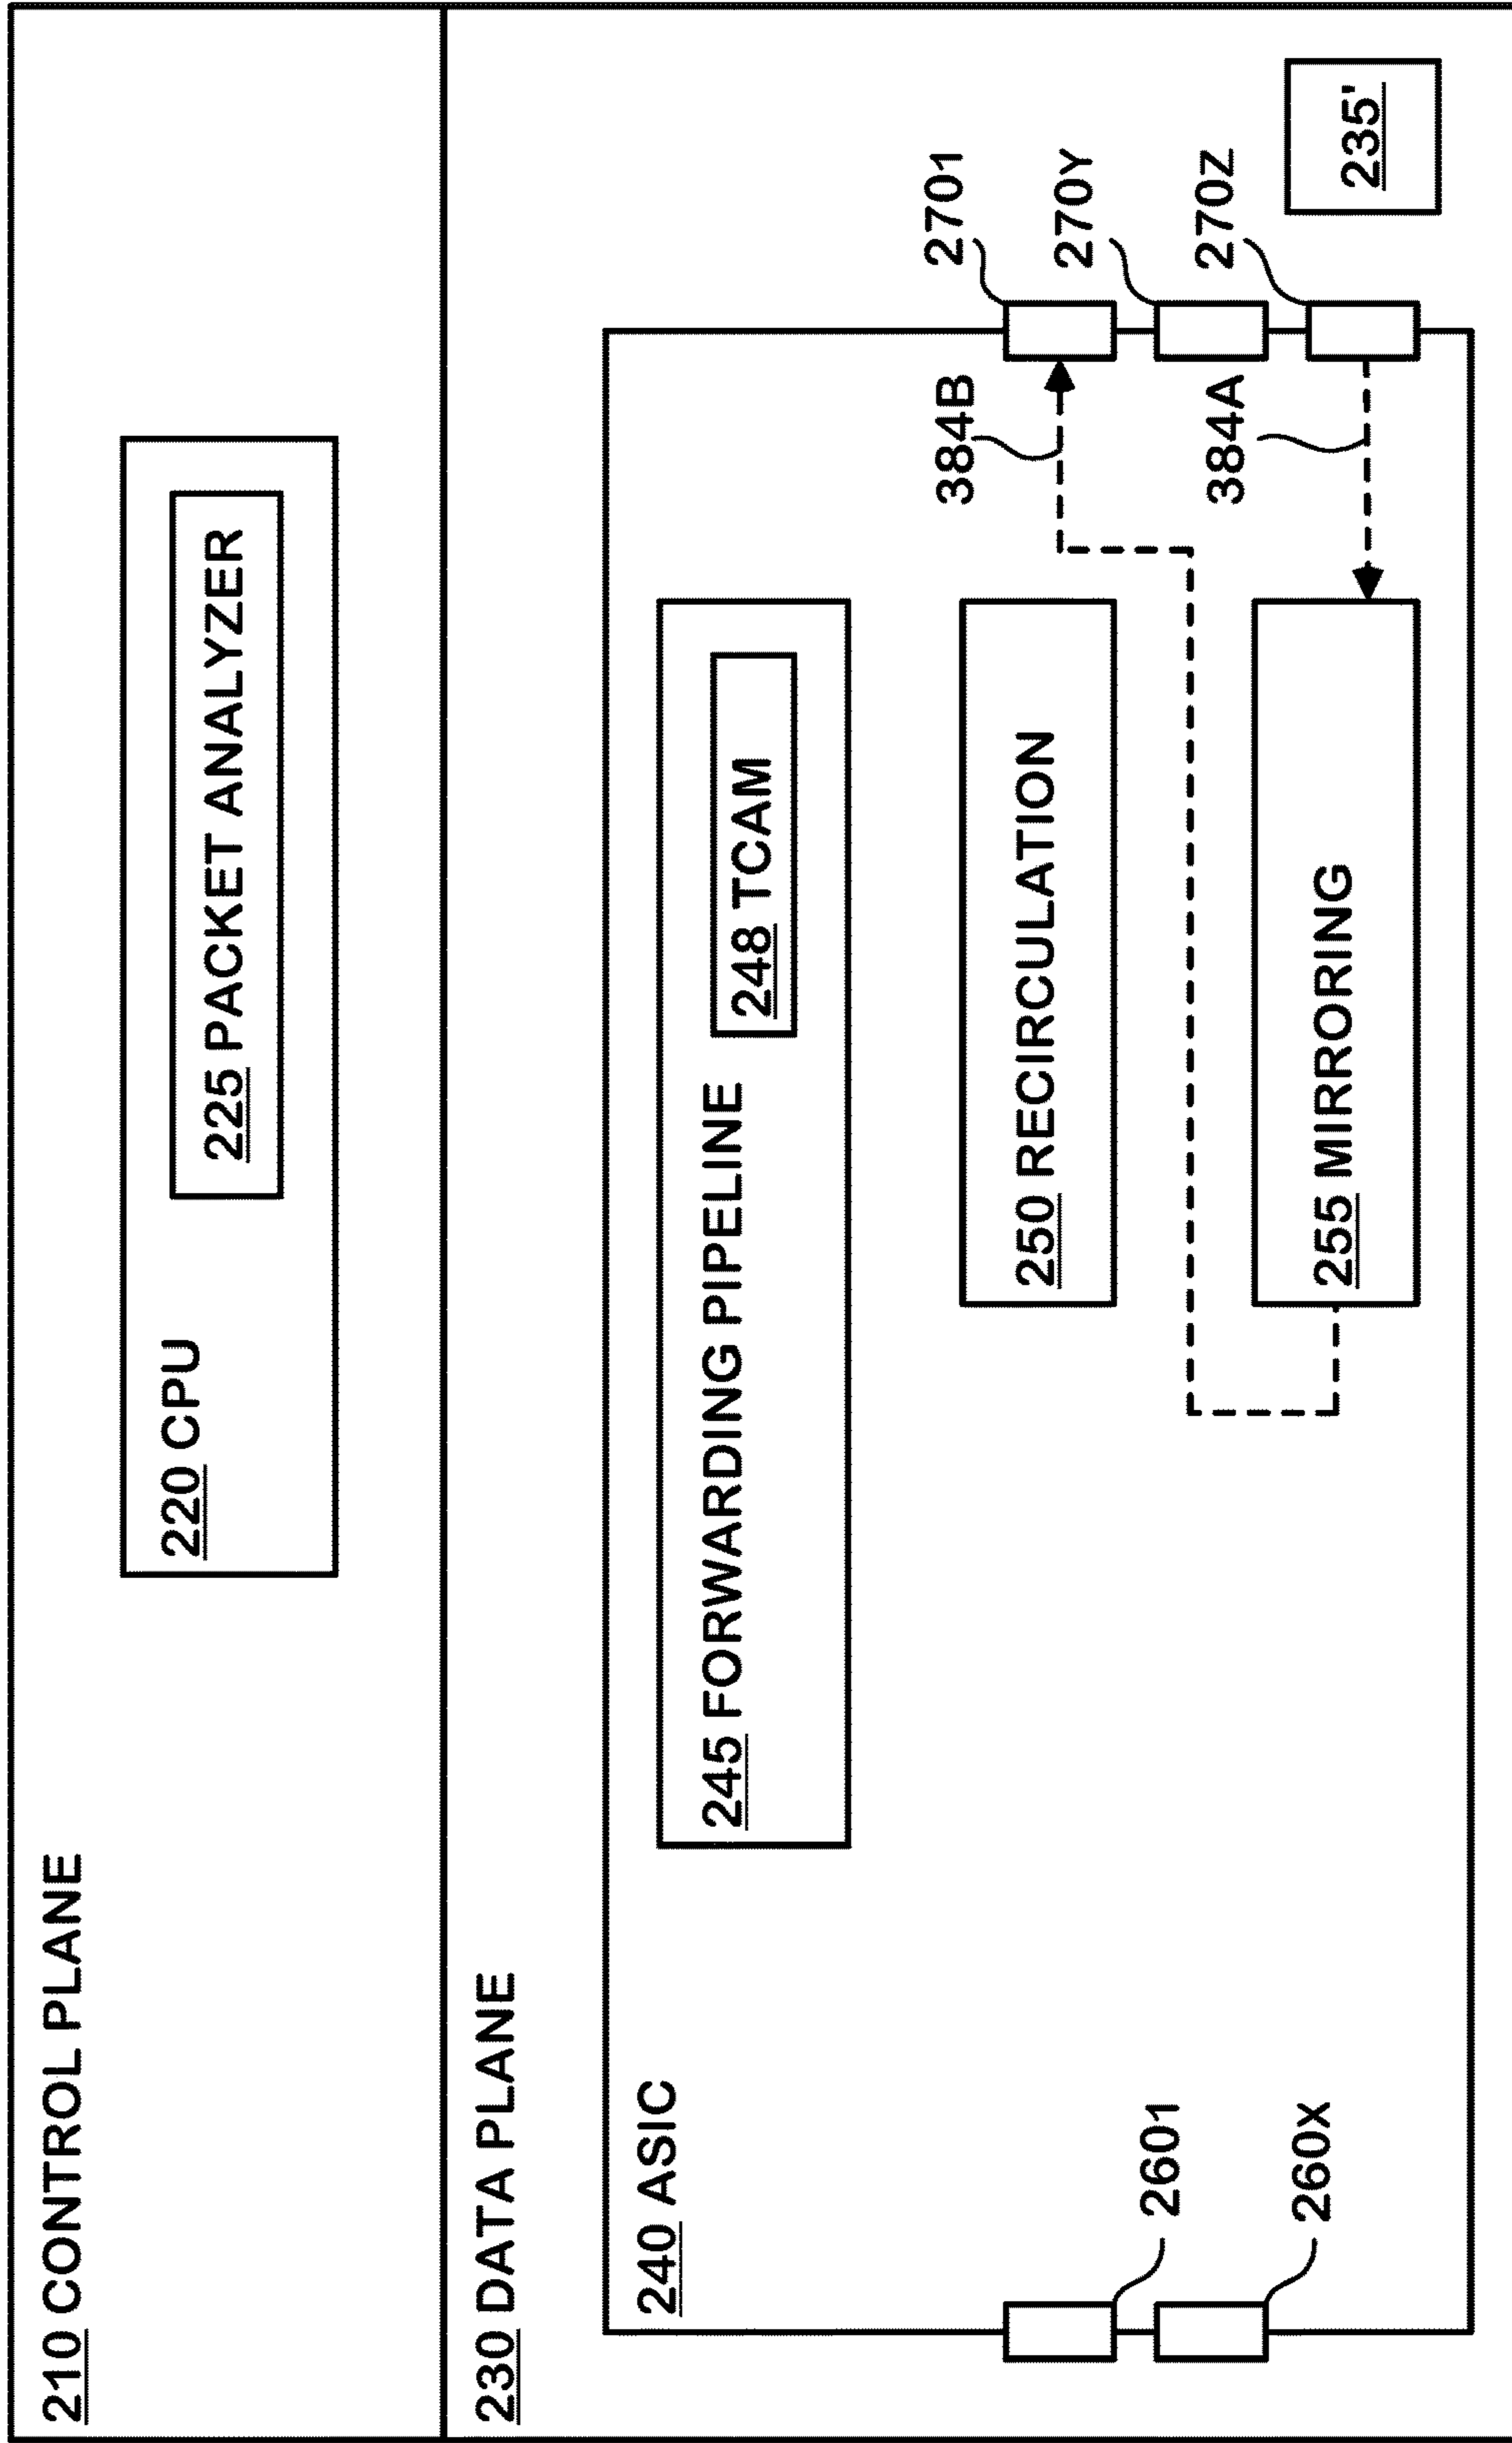 210 CONTROL PLANE
220 CPU
225 PACKET ANALYZER
230 DATA PLANE
240 ASIC
245 FORWARDING PIPELINE
248 TCAM
250 RECIRCULATION
255 MIRRORING
2601
260X
384B
384A
2701
270Y
270Z
235'